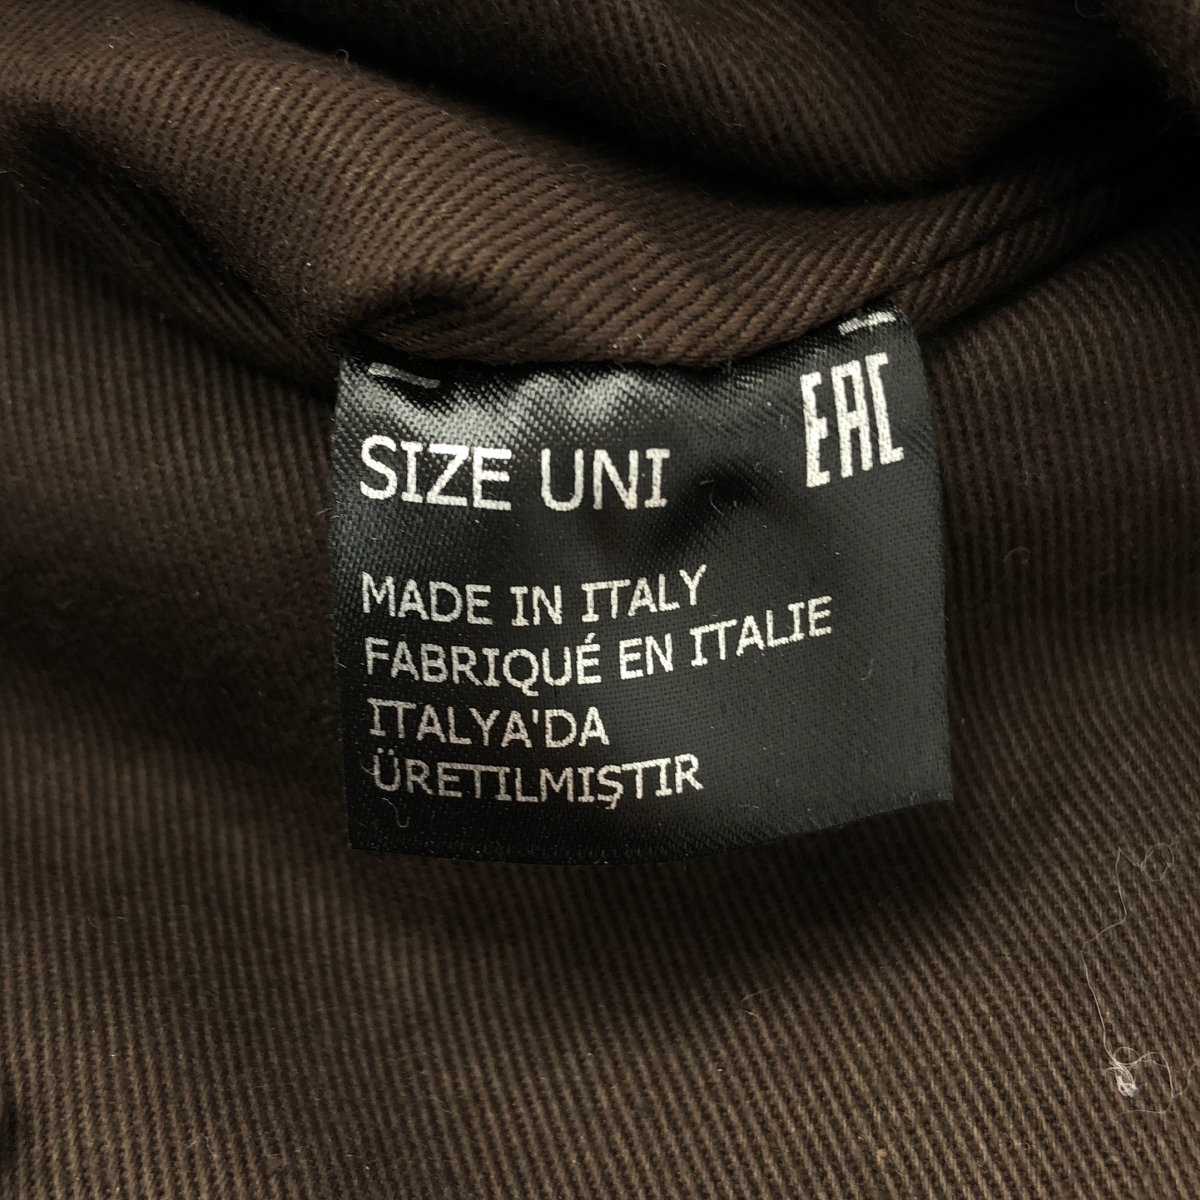 SIZE UNI
EAC
MADE IN ITALY
FABRIQUÉ EN ITALIE
ITALYA'DA
ÜRETILMIŞTIR